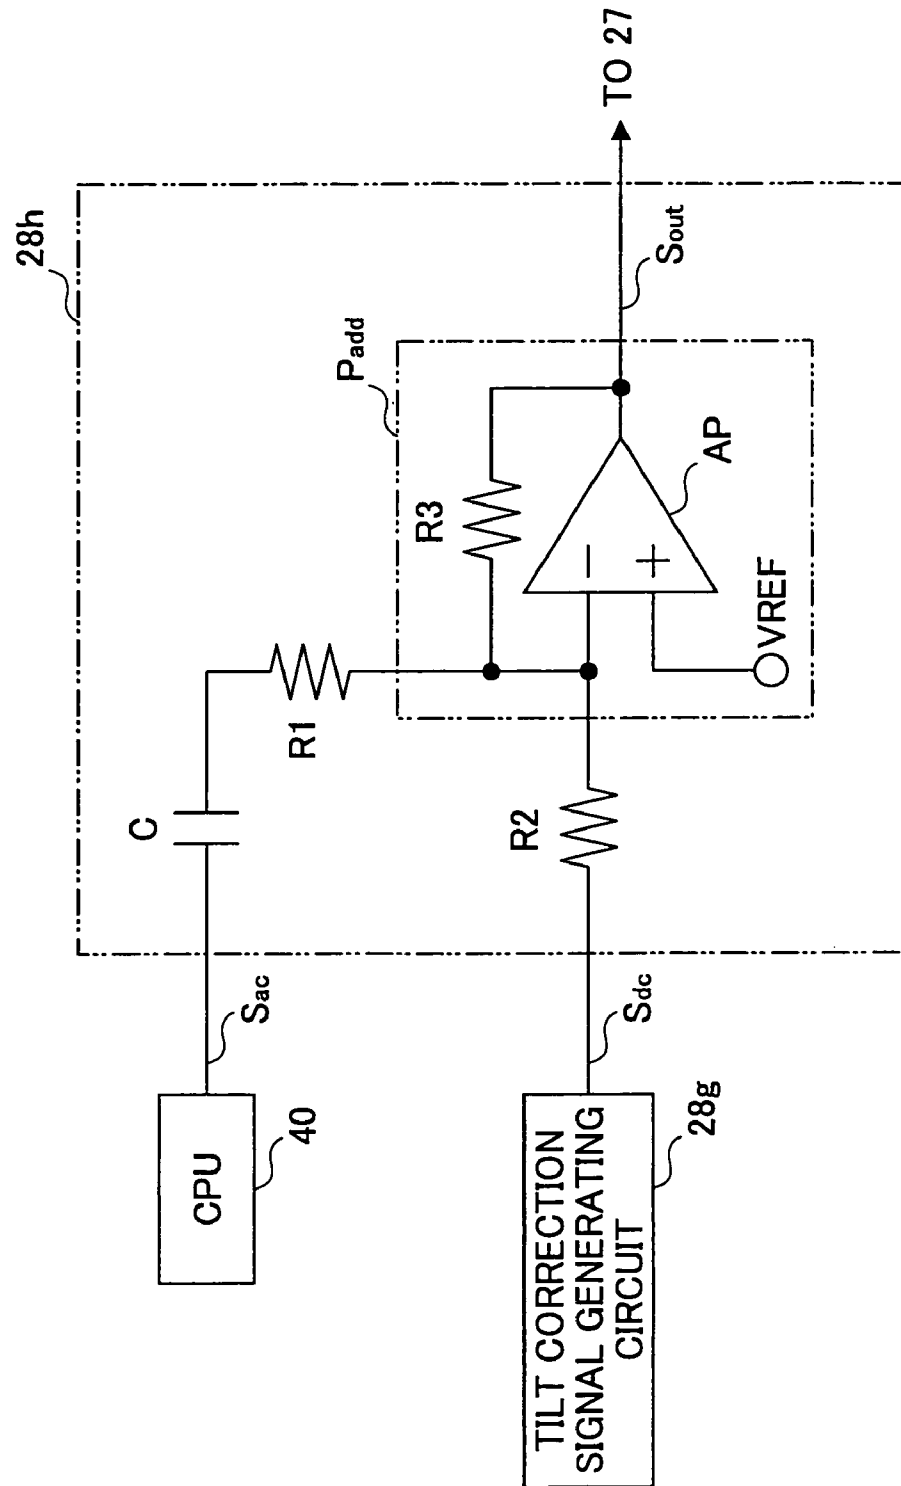 28h
TO 27
CPU
40
Sac
C
R1
Padd
R3
Sout
AP
VREF
R2
Sdc
TILT CORRECTION
SIGNAL GENERATING
CIRCUIT
28g
−
+